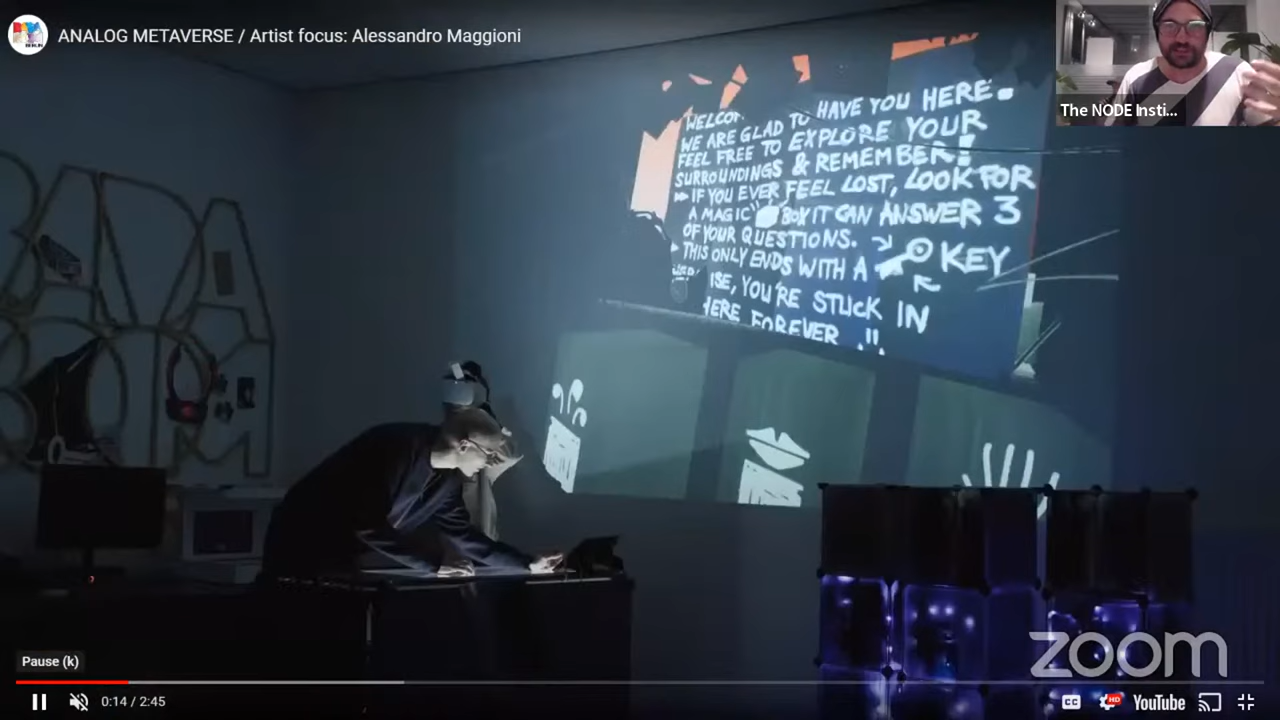 ANALOG METAVERSE / Artist focus: Alessandro Maggioni
The NODE Insti...
WE ARE GLAD TO HAVE YOU HERE.
FEEL FREE TO EXPLORE YOUR
SURROUNDINGS & REMEMBER!
IF YOU EVER FEEL LOST, LOOK FOR
A MAGIC BOX IT CAN ANSWER 3
OF YOUR QUESTIONS.
THIS ONLY ENDS WITH A KEY
YOU'RE STUCK IN
HERE FOREVER
Pause (k)
0:14 / 2:45
CC
HD
YouTube
zoom